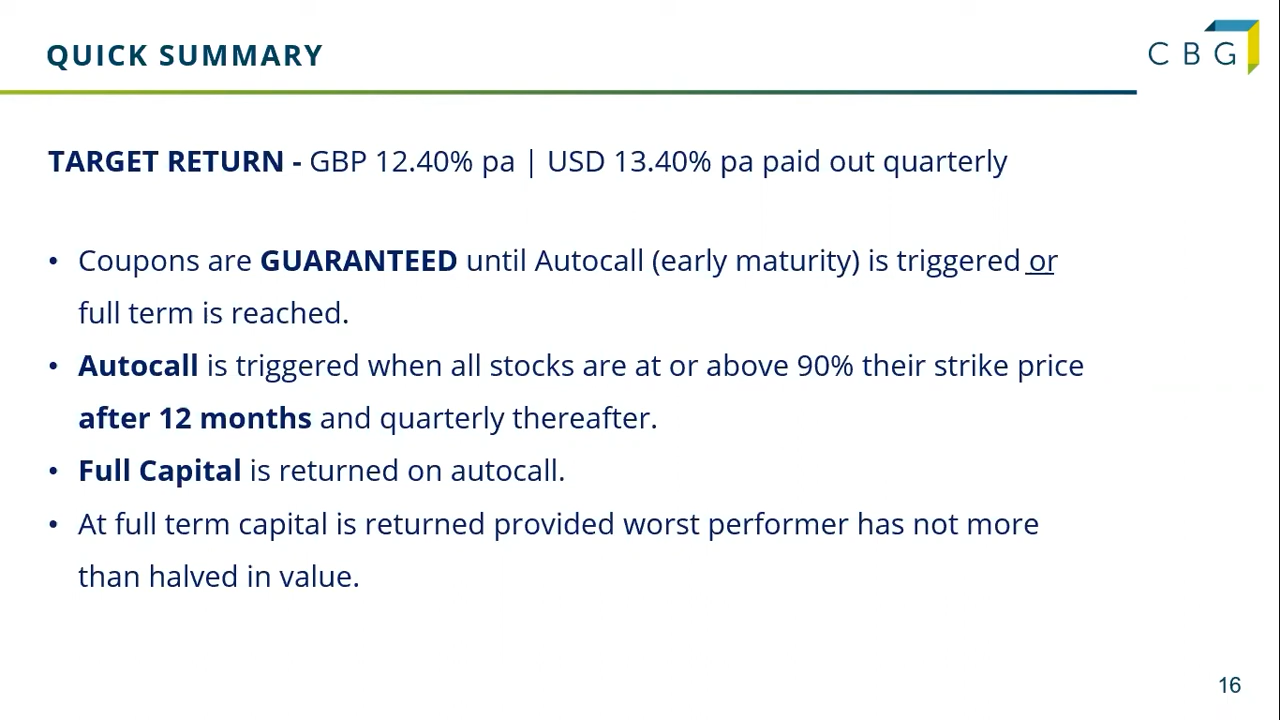 QUICK SUMMARY
CBG
TARGET RETURN - GBP 12.40% pa | USD 13.40% pa paid out quarterly
• Coupons are GUARANTEED until Autocall (early maturity) is triggered or
full term is reached.
• Autocall is triggered when all stocks are at or above 90% their strike price
after 12 months and quarterly thereafter.
• Full Capital is returned on autocall.
• At full term capital is returned provided worst performer has not more
than halved in value.
16